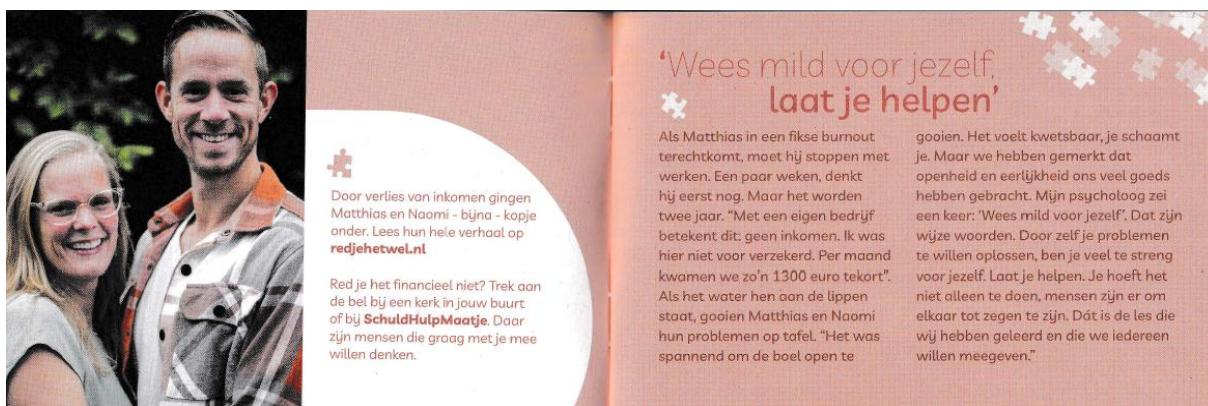 Door verlies van inkomen gingen
Matthias en Naomi - bijna - kopje
onder. Lees hun hele verhaal op
redjehetwel.nl
Red je het financieel niet? Trek aan
de bel bij een kerk in jouw buurt
of bij SchuldHulpMaatje. Daar
zijn mensen die graag met je mee
willen denken.
‘Wees mild voor jezelf,
laat je helpen’
Als Matthias in een fikse burnout
terechtkomt, moet hij stoppen met
werken. Een paar weken, denkt
hij eerst nog. Maar het worden
twee jaar. “Met een eigen bedrijf
betekent dit: geen inkomen. Ik was
hier niet voor verzekerd. Per maand
kwamen we zo’n 1300 euro tekort”.
Als het water hen aan de lippen
staat, gooien Matthias en Naomi
hun problemen op tafel. “Het was
spannend om de boel open te
gooien. Het voelt kwetsbaar, je schaamt
je. Maar we hebben gemerkt dat
openheid en eerlijkheid ons veel goeds
hebben gebracht. Mijn psycholoog zei
een keer: ‘Wees mild voor jezelf’. Dat zijn
wijze woorden. Door zelf je problemen
te willen oplossen, ben je veel te streng
voor jezelf. Laat je helpen. Je hoeft het
niet alleen te doen, mensen zijn er om
elkaar tot zegen te zijn. Dát is de les die
wij hebben geleerd en die we iedereen
willen meegeven.”